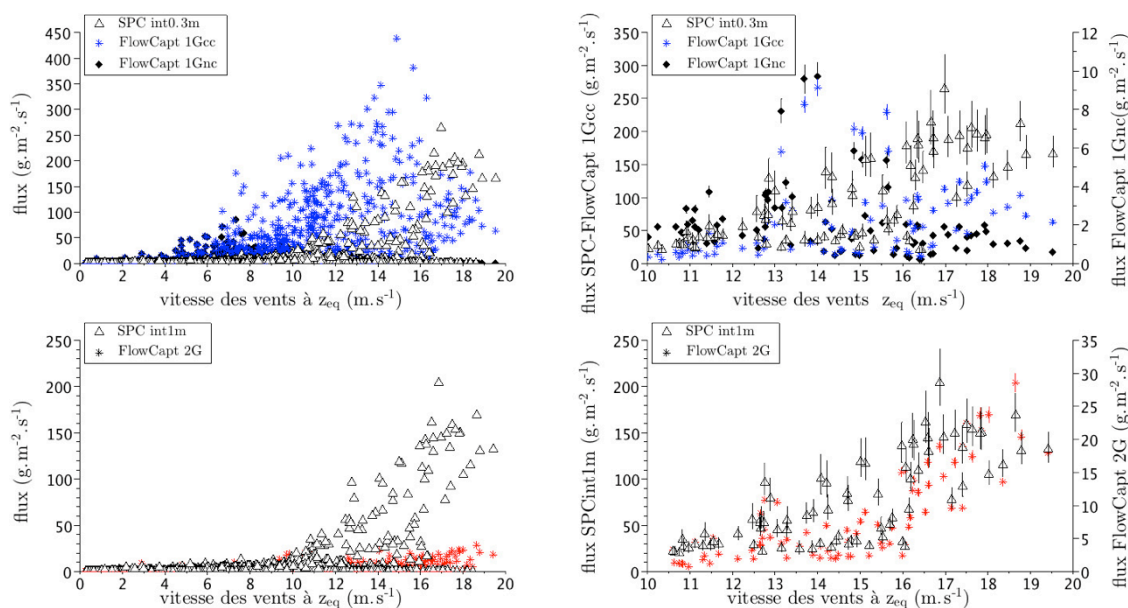 SPC int0.3m
FlowCapt 1Gcc
FlowCapt 1Gnc
450
400
350
300
250
200
150
100
50
0
flux (g.m⁻².s⁻¹)
0 2 4 6 8 10 12 14 16 18 20
vitesse des vents à z_eq (m.s⁻¹)
SPC int0.3m
FlowCapt 1Gcc
FlowCapt 1Gnc
350
300
250
200
150
100
50
0
flux SPC-FlowCapt 1Gcc (g.m⁻².s⁻¹)
12
10
8
6
4
2
0
flux FlowCapt 1Gnc(g.m⁻².s⁻¹)
10 11 12 13 14 15 16 17 18 19 20
vitesse des vents z_eq (m.s⁻¹)
SPC int1m
FlowCapt 2G
250
200
150
100
50
0
flux (g.m⁻².s⁻¹)
0 2 4 6 8 10 12 14 16 18 20
vitesse des vents à z_eq (m.s⁻¹)
SPC int1m
FlowCapt 2G
250
200
150
100
50
0
flux SPCint1m (g.m⁻².s⁻¹)
35
30
25
20
15
10
5
0
flux FlowCapt 2G (g.m⁻².s⁻¹)
10 11 12 13 14 15 16 17 18 19 20
vitesse des vents à z_eq (m.s⁻¹)